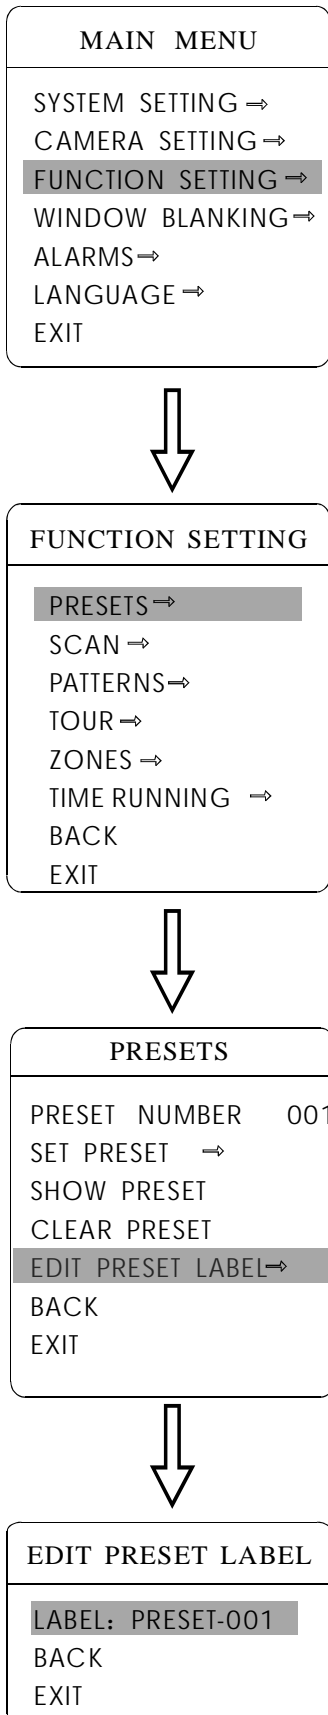 MAIN MENU
SYSTEM SETTING ⇒
CAMERA SETTING ⇒
FUNCTION SETTING ⇒
WINDOW BLANKING ⇒
ALARMS ⇒
LANGUAGE ⇒
EXIT
FUNCTION SETTING
PRESETS ⇒
SCAN ⇒
PATTERNS ⇒
TOUR ⇒
ZONES ⇒
TIME RUNNING ⇒
BACK
EXIT
PRESETS
PRESET NUMBER 001
SET PRESET ⇒
SHOW PRESET
CLEAR PRESET
EDIT PRESET LABEL ⇒
BACK
EXIT
EDIT PRESET LABEL
LABEL: PRESET-001
BACK
EXIT